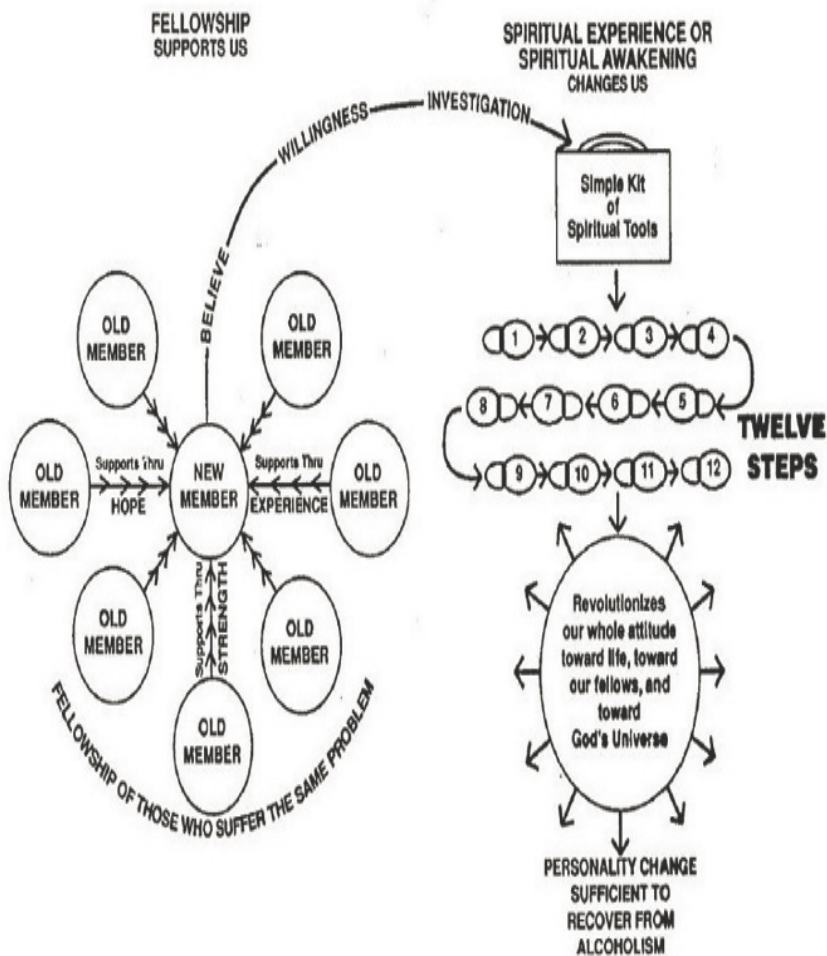 FELLOWSHIP
SUPPORTS US
SPIRITUAL EXPERIENCE OR
SPIRITUAL AWAKENING
CHANGES US
BELIEVE
WILLINGNESS
INVESTIGATION
Simple Kit
of
Spiritual Tools
OLD
MEMBER
OLD
MEMBER
OLD
MEMBER
Supports Thru
HOPE
NEW
MEMBER
Supports Thru
EXPERIENCE
OLD
MEMBER
OLD
MEMBER
Supports Thru
STRENGTH
OLD
MEMBER
OLD
MEMBER
FELLOWSHIP OF THOSE WHO SUFFER THE SAME PROBLEM
1 2 3 4
8 7 6 5
9 10 11 12
TWELVE
STEPS
Revolutionizes
our whole attitude
toward life, toward
our fellows, and
toward
God's Universe
PERSONALITY CHANGE
SUFFICIENT TO
RECOVER FROM
ALCOHOLISM